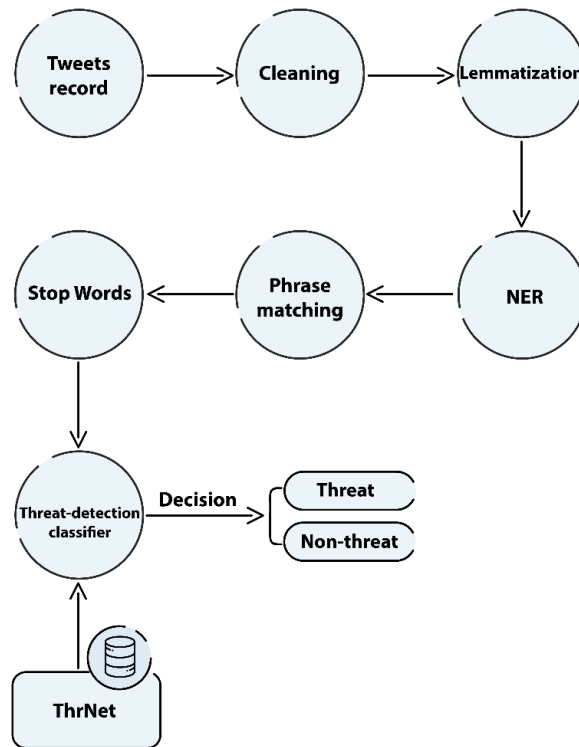 Tweets
record
Cleaning
Lemmatization
Stop Words
Phrase
matching
NER
Threat-detection
classifier
Decision
Threat
Non-threat
ThrNet